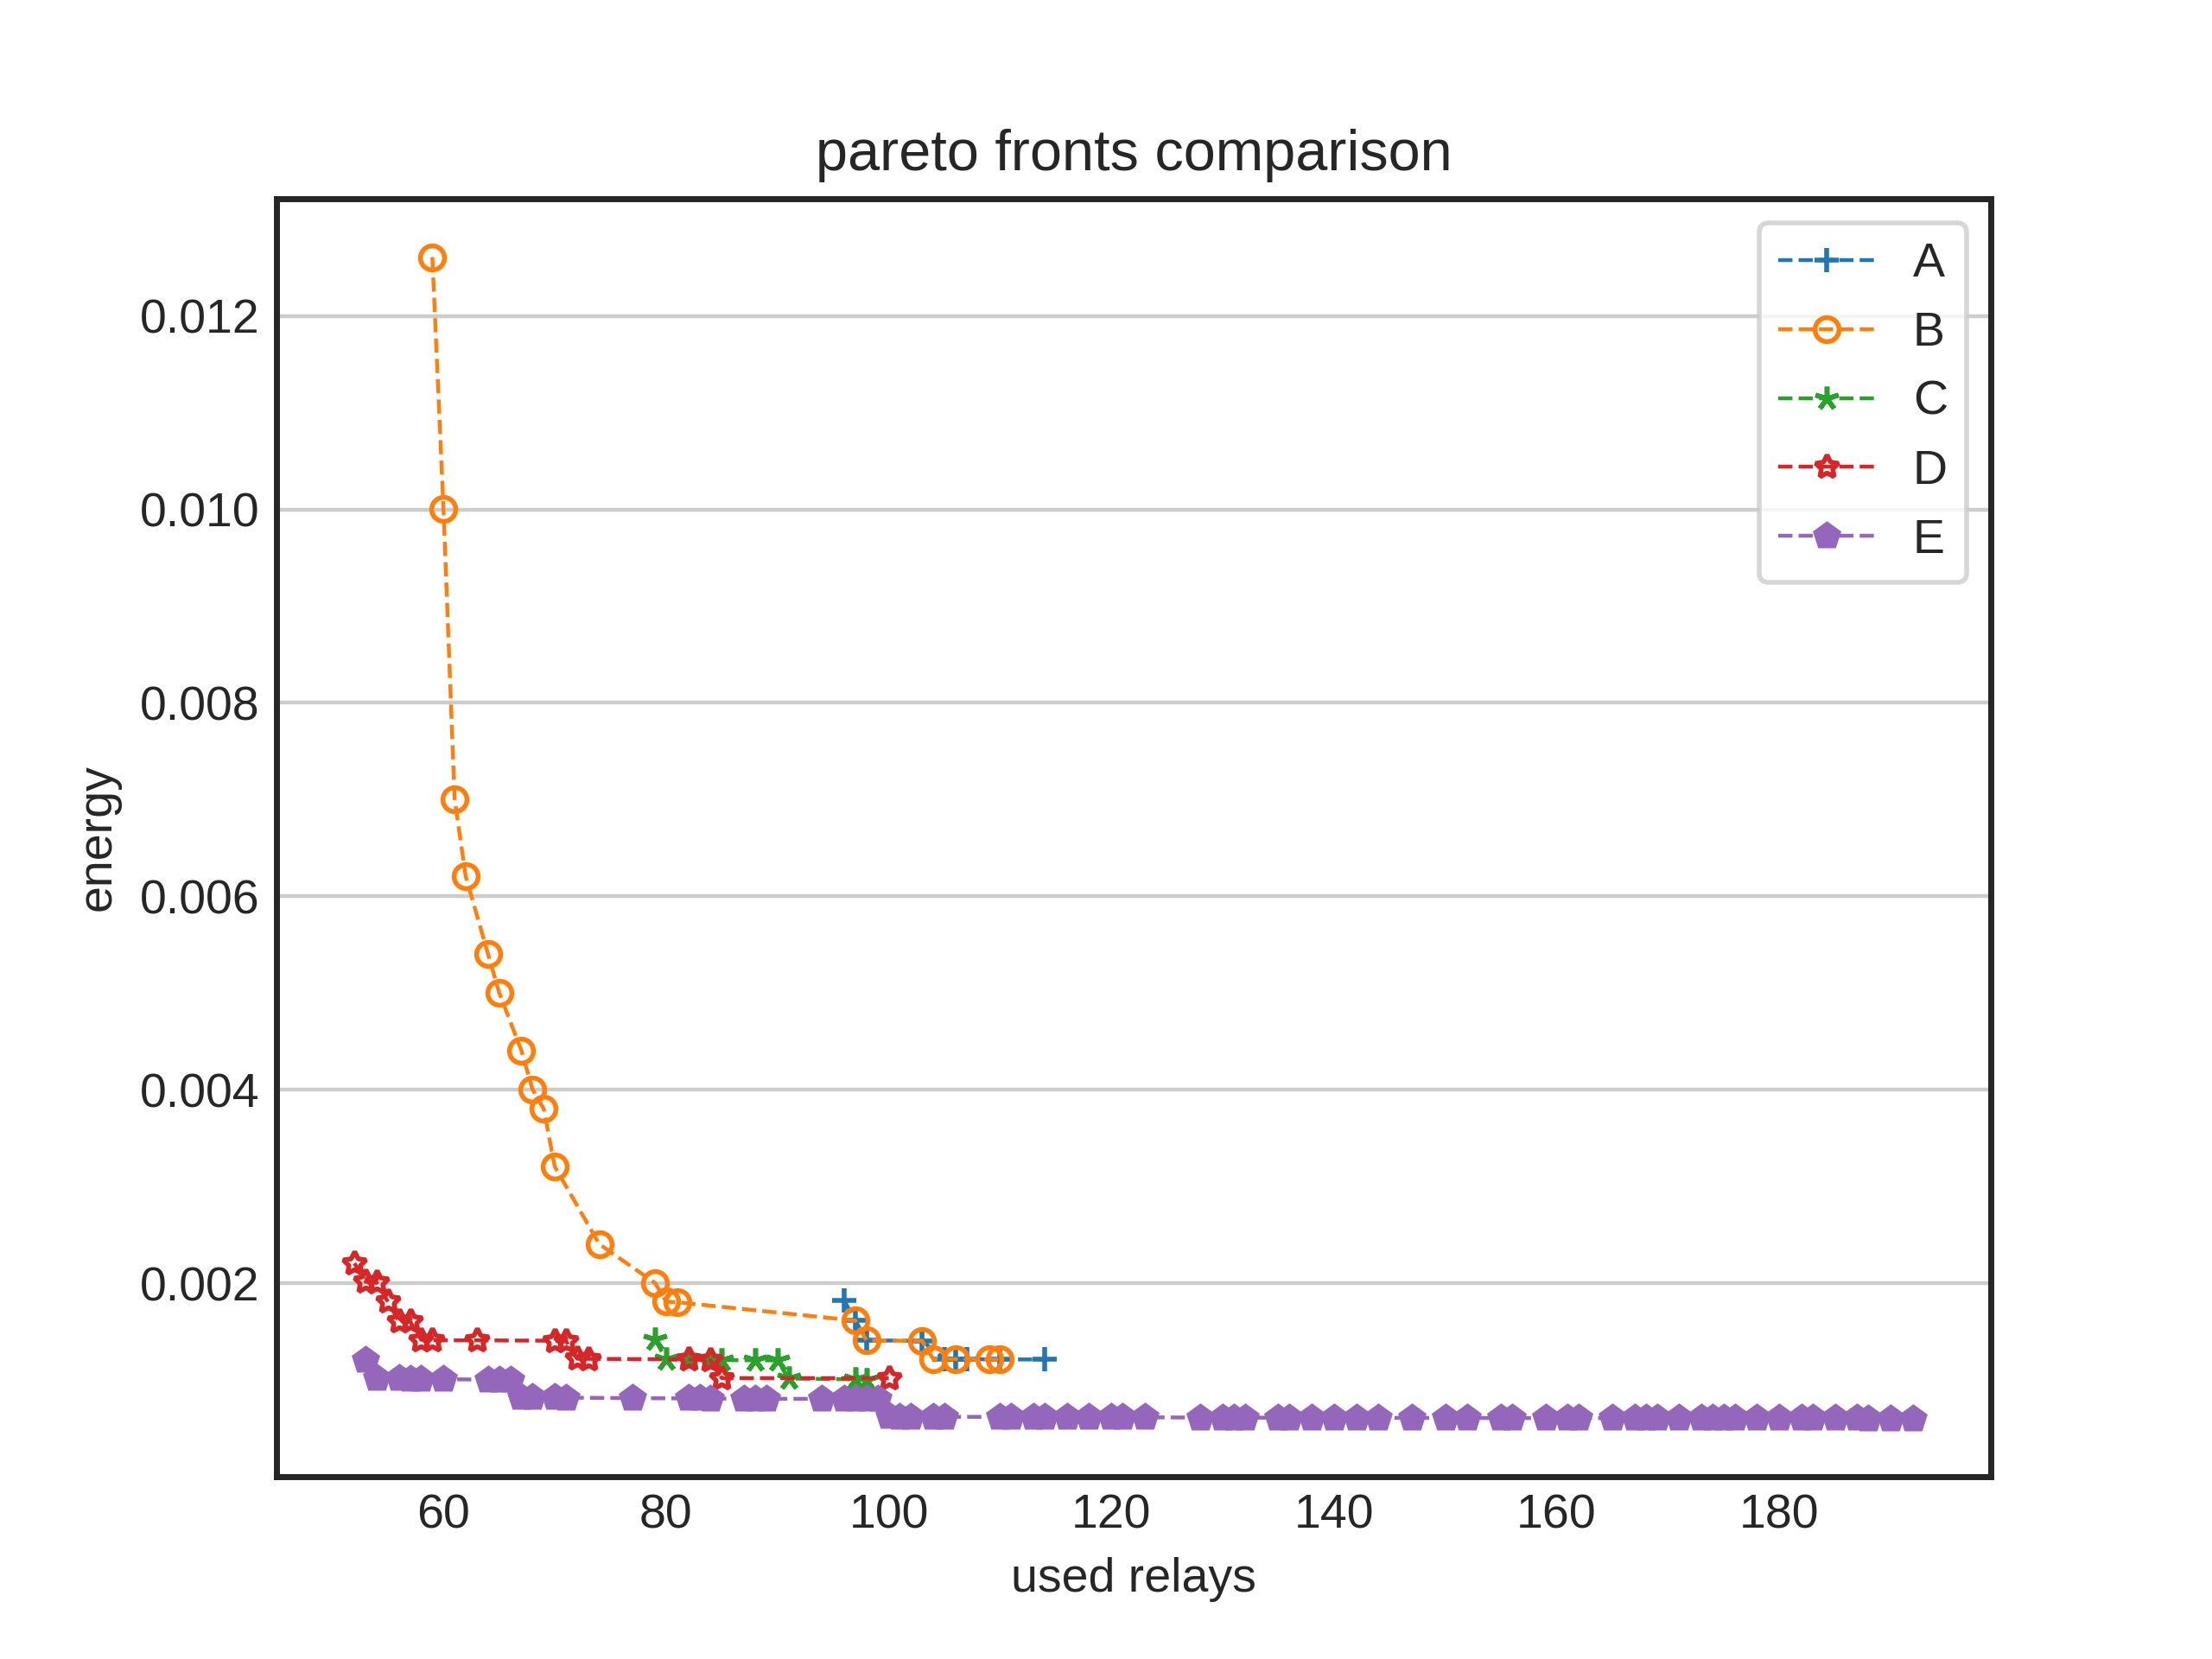 pareto fronts comparison
A
B
C
D
E
0.012
0.010
0.008
0.006
0.004
0.002
energy
60 80 100 120 140 160 180
used relays